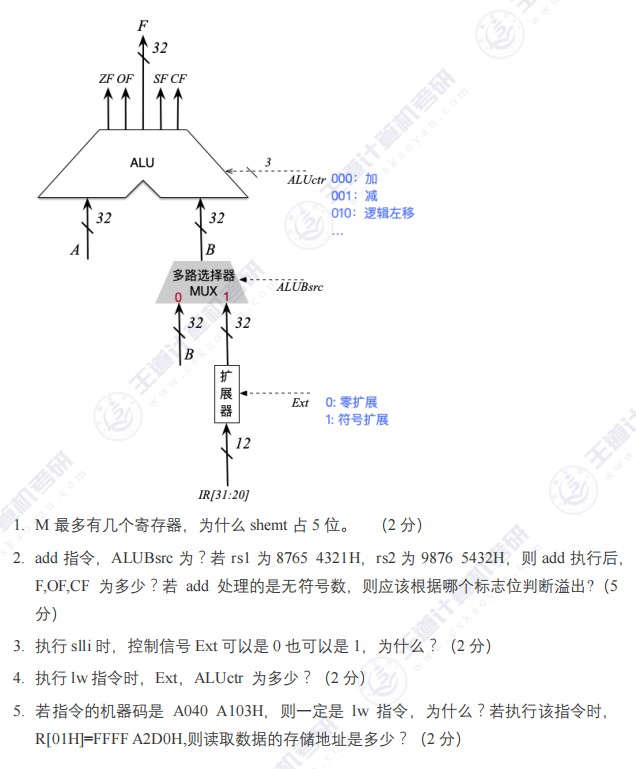 F
32
ZF OF SF CF
ALU
3
ALUctr 000：加
001：减
010：逻辑左移
...
32 32
A B
多路选择器
MUX
0 1
ALUBsrc
32 32
B
扩
展
器
Ext
0: 零扩展
1: 符号扩展
12
IR[31:20]
1. M 最多有几个寄存器，为什么 shemt 占 5 位。 （2 分）
2. add 指令，ALUBsrc 为？若 rs1 为 8765 4321H，rs2 为 9876 5432H，则 add 执行后，
F,OF,CF 为多少？若 add 处理的是无符号数，则应该根据哪个标志位判断溢出?（5
分）
3. 执行 slli 时，控制信号 Ext 可以是 0 也可以是 1，为什么？（2 分）
4. 执行 lw 指令时，Ext，ALUctr 为多少？（2 分）
5. 若指令的机器码是 A040 A103H，则一定是 lw 指令，为什么？若执行该指令时，
R[01H]=FFFF A2D0H,则读取数据的存储地址是多少？（2 分）
王道计算机考研
www.cskaoyan.com